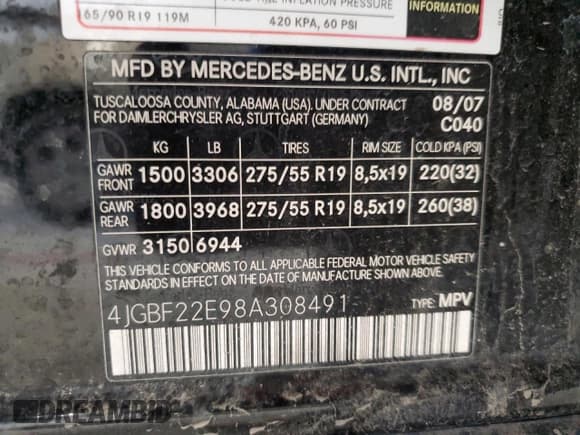 INFLATION PRESSURE
65/90 R19 119M
420 KPA, 60 PSI
INFORMATION
MFD BY MERCEDES-BENZ U.S. INTL., INC
TUSCALOOSA COUNTY, ALABAMA (USA). UNDER CONTRACT 08/07
FOR DAIMLERCHRYSLER AG, STUTTGART (GERMANY) C040
KG LB TIRES RIM SIZE COLD KPA (PSI)
GAWR FRONT 1500 3306 275/55 R19 8,5x19 220(32)
GAWR REAR 1800 3968 275/55 R19 8,5x19 260(38)
GVWR 3150 6944
THIS VEHICLE CONFORMS TO ALL APPLICABLE FEDERAL MOTOR VEHICLE SAFETY
STANDARDS IN EFFECT ON THE DATE OF MANUFACTURE SHOWN ABOVE.
4JGBF22E98A308491 TYPE: MPV
DREAMBID